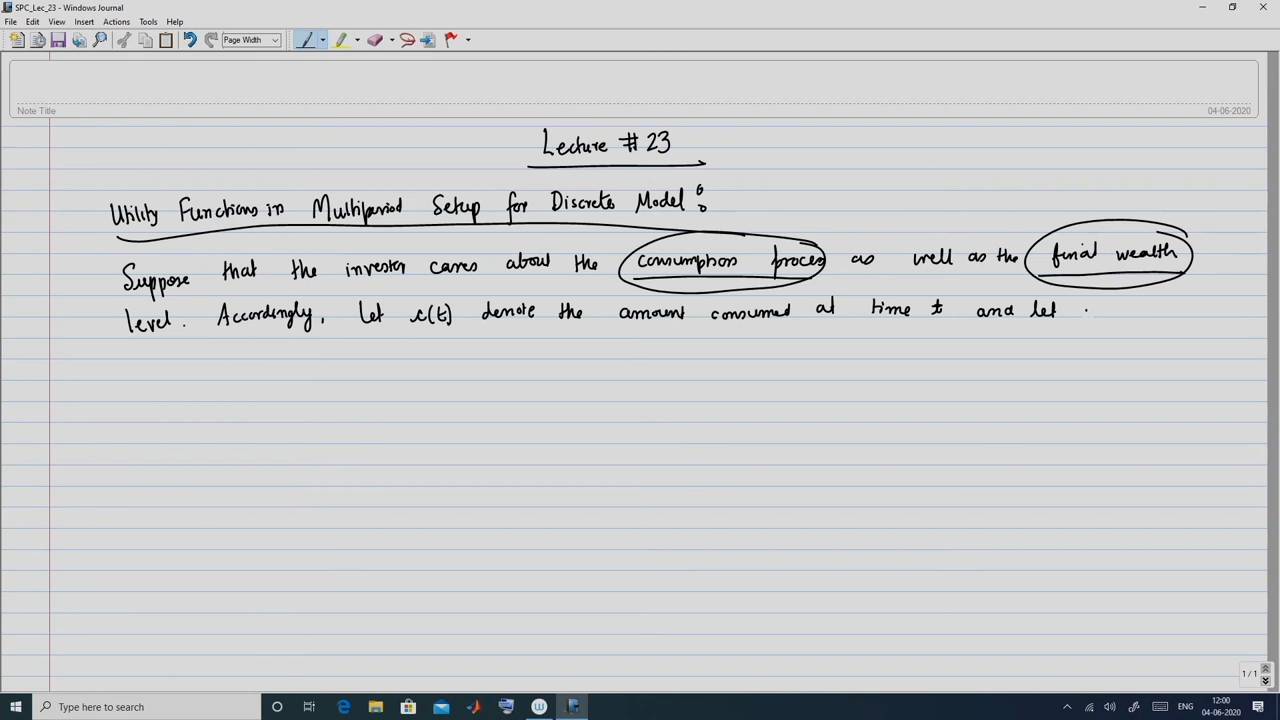 SPC_Lec_23 - Windows Journal
File Edit View Insert Actions Tools Help
Page Width
Note Title
04-06-2020
Lecture # 23
Utility Functions in Multiperiod Setup for Discrete Model :
Suppose that the investor cares about the consumption process as well as the final wealth
level. Accordingly, let c(t) denote the amount consumed at time t and let
1 / 1
Type here to search
ENG
12:00
04-06-2020